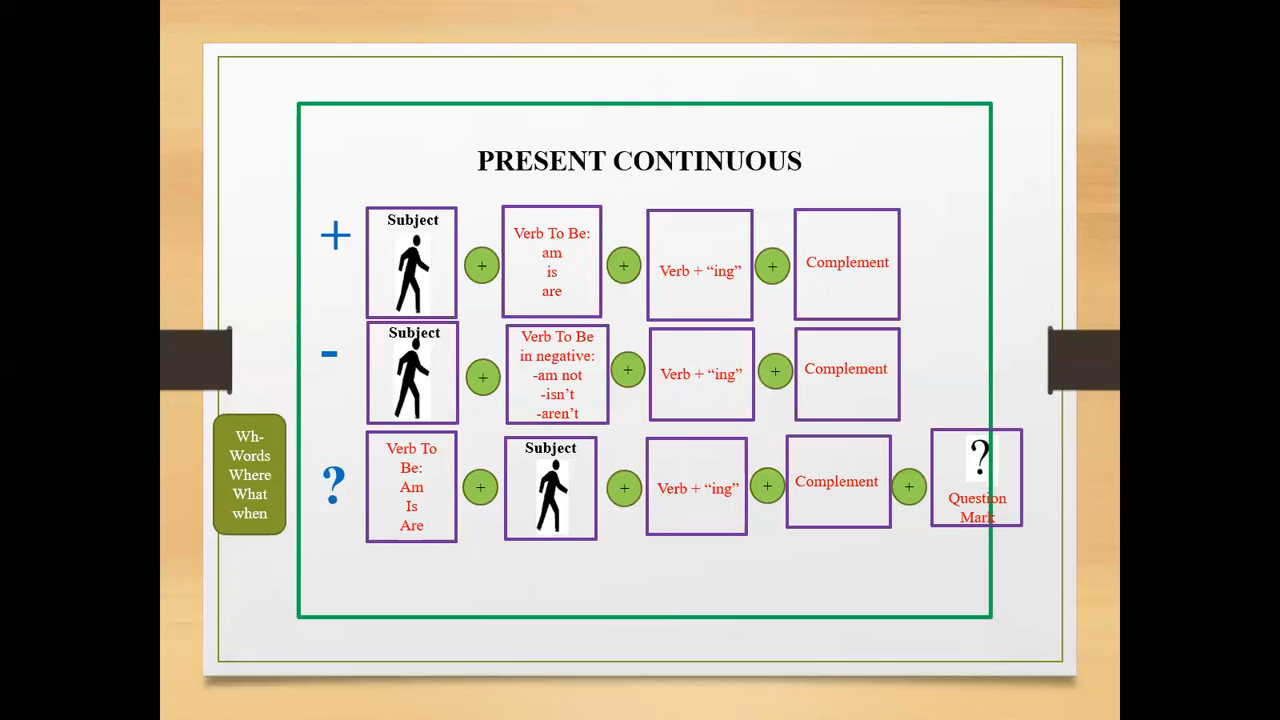 PRESENT CONTINUOUS
+
Subject
+
Verb To Be:
am
is
are
+
Verb + “ing”
+
Complement
-
Subject
+
Verb To Be
in negative:
-am not
-isn’t
-aren’t
+
Verb + “ing”
+
Complement
Wh-
Words
Where
What
when
?
Verb To
Be:
Am
Is
Are
+
Subject
+
Verb + “ing”
+
Complement
+
?
Question
Mark